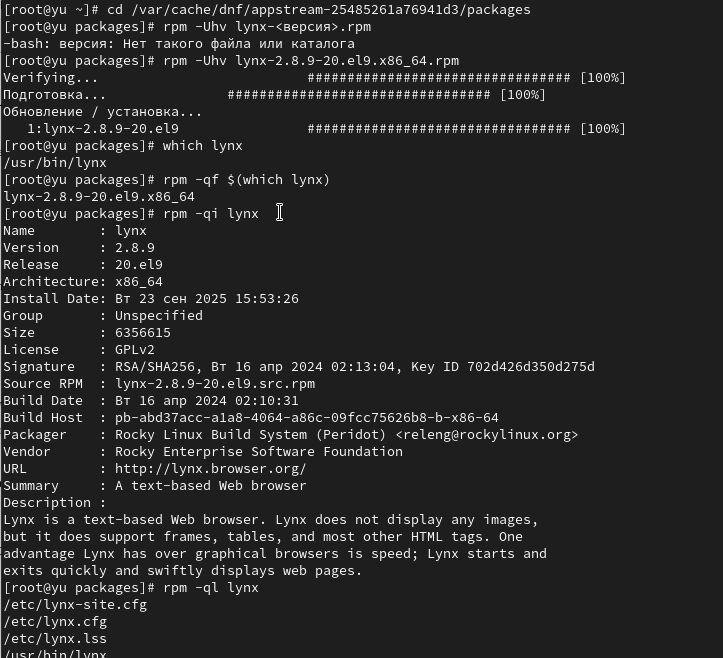 [root@yu ~]# cd /var/cache/dnf/appstream-25485261a76941d3/packages
[root@yu packages]# rpm -Uhv lynx-<версия>.rpm
-bash: версия: Нет такого файла или каталога
[root@yu packages]# rpm -Uhv lynx-2.8.9-20.el9.x86_64.rpm
Verifying... ################################# [100%]
Подготовка... ################################# [100%]
Обновление / установка...
1:lynx-2.8.9-20.el9 ################################# [100%]
[root@yu packages]# which lynx
/usr/bin/lynx
[root@yu packages]# rpm -qf $(which lynx)
lynx-2.8.9-20.el9.x86_64
[root@yu packages]# rpm -qi lynx
Name : lynx
Version : 2.8.9
Release : 20.el9
Architecture: x86_64
Install Date: Вт 23 сен 2025 15:53:26
Group : Unspecified
Size : 6356615
License : GPLv2
Signature : RSA/SHA256, Вт 16 апр 2024 02:13:04, Key ID 702d426d350d275d
Source RPM : lynx-2.8.9-20.el9.src.rpm
Build Date : Вт 16 апр 2024 02:10:31
Build Host : pb-abd37acc-a1a8-4064-a86c-09fcc75626b8-b-x86-64
Packager : Rocky Linux Build System (Peridot) <releng@rockylinux.org>
Vendor : Rocky Enterprise Software Foundation
URL : http://lynx.browser.org/
Summary : A text-based Web browser
Description :
Lynx is a text-based Web browser. Lynx does not display any images,
but it does support frames, tables, and most other HTML tags. One
advantage Lynx has over graphical browsers is speed; Lynx starts and
exits quickly and swiftly displays web pages.
[root@yu packages]# rpm -ql lynx
/etc/lynx-site.cfg
/etc/lynx.cfg
/etc/lynx.lss
/usr/bin/lynx